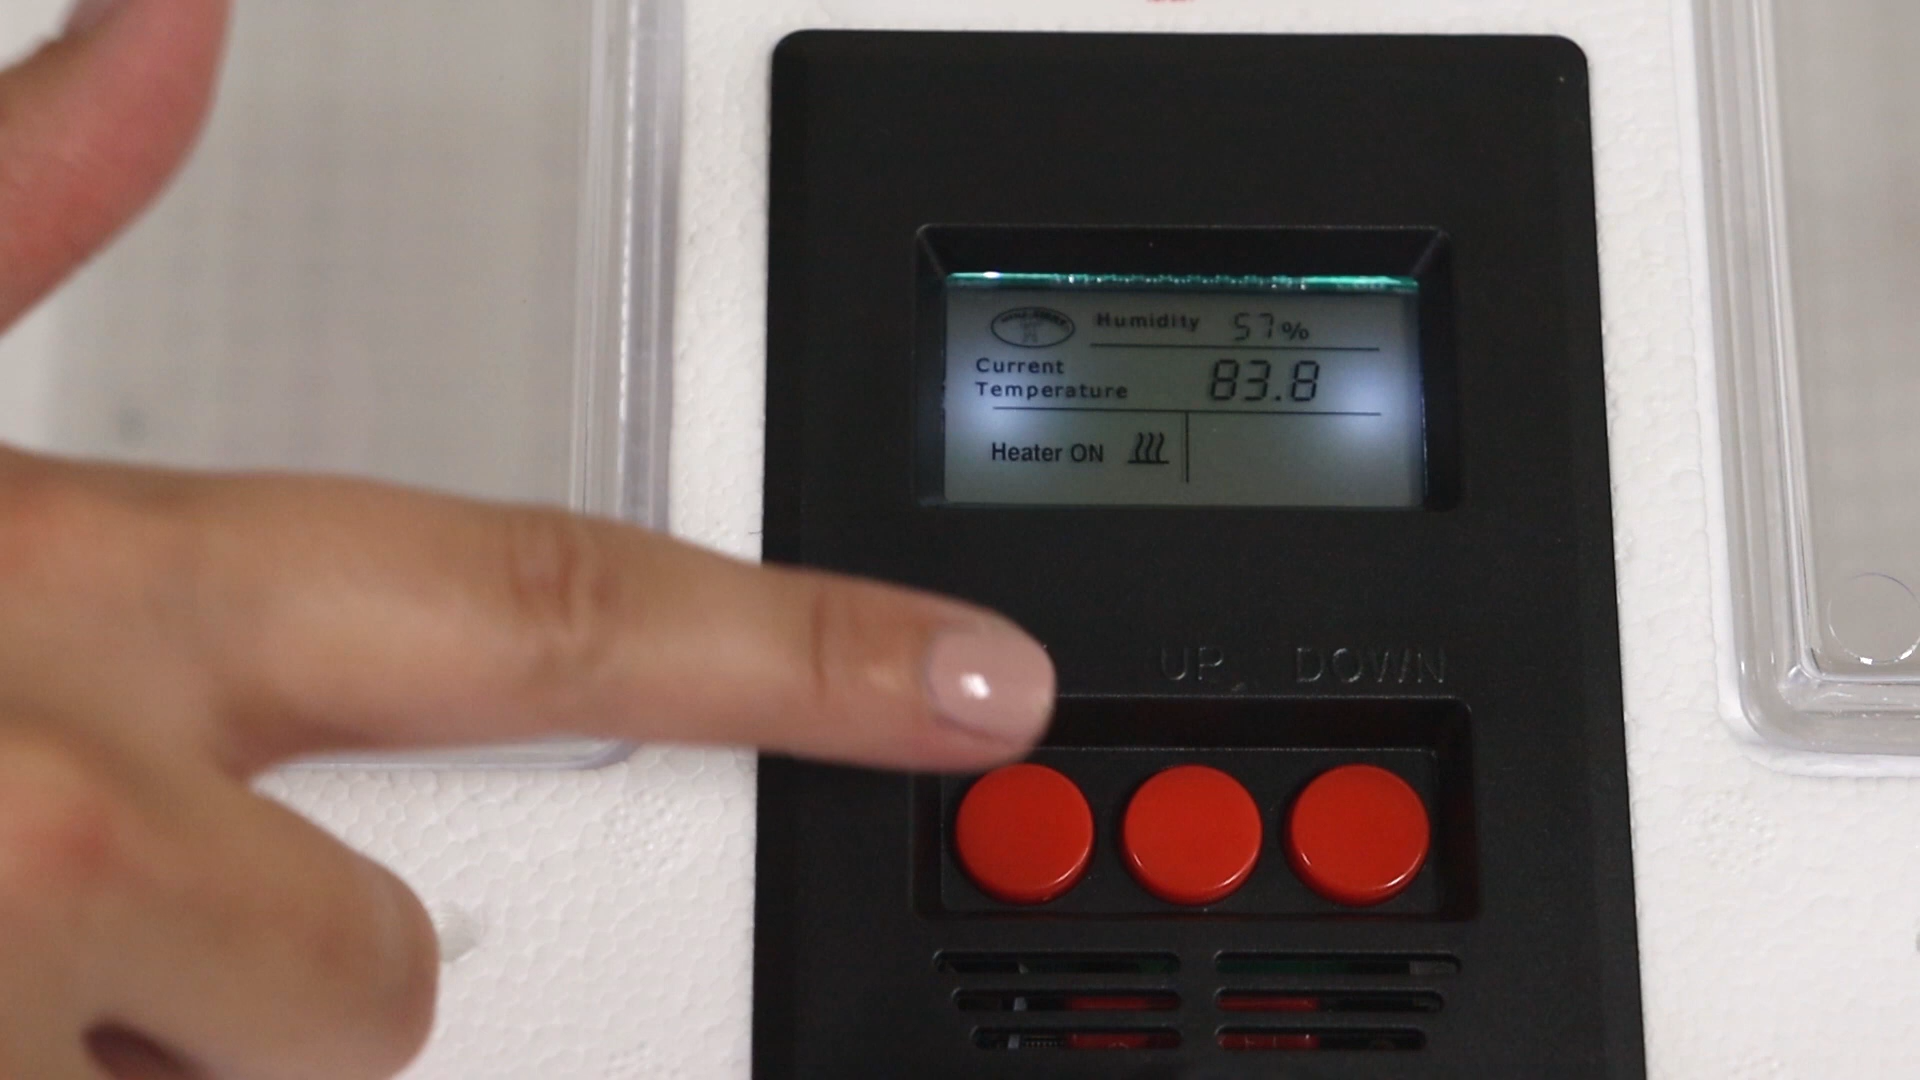 Humidity 57%
Current
Temperature 83.8
Heater ON
UP DOWN